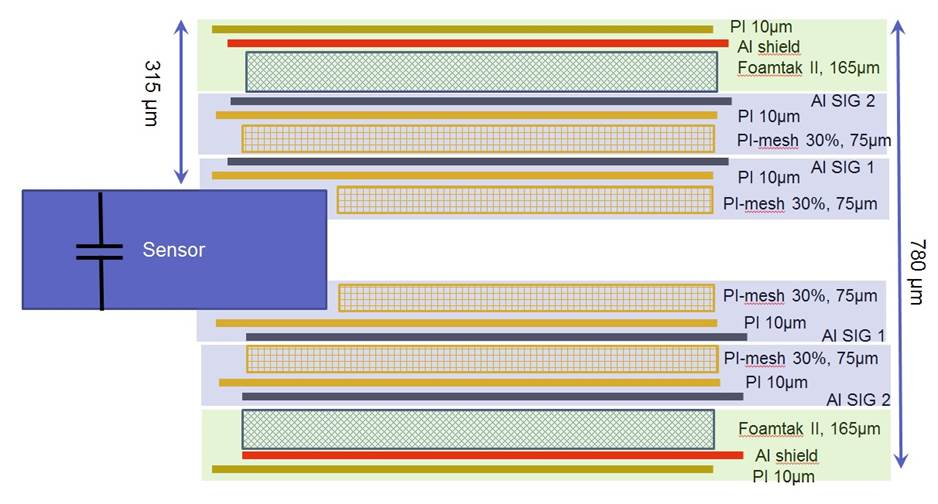 PI 10µm
Al shield
Foamtak II, 165µm
315 µm
Al SIG 2
PI 10µm
PI-mesh 30%, 75µm
Al SIG 1
PI 10µm
PI-mesh 30%, 75µm
Sensor
780 µm
PI-mesh 30%, 75µm
PI 10µm
Al SIG 1
PI-mesh 30%, 75µm
PI 10µm
Al SIG 2
Foamtak II, 165µm
Al shield
PI 10µm